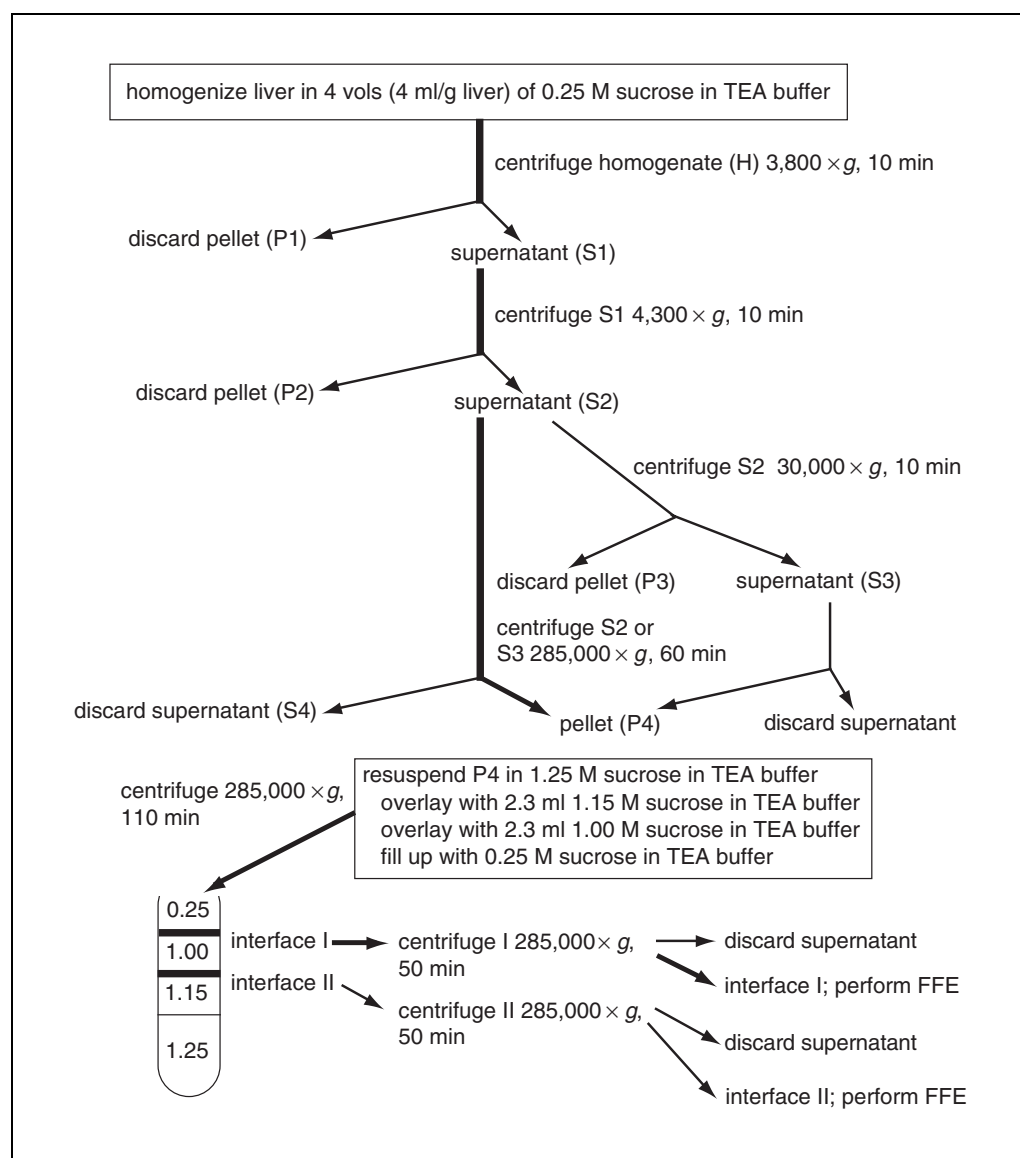 homogenize liver in 4 vols (4 ml/g liver) of 0.25 M sucrose in TEA buffer
centrifuge homogenate (H) 3,800 × g, 10 min
discard pellet (P1)
supernatant (S1)
centrifuge S1 4,300 × g, 10 min
discard pellet (P2)
supernatant (S2)
centrifuge S2 30,000 × g, 10 min
discard pellet (P3)
supernatant (S3)
centrifuge S2 or
S3 285,000 × g, 60 min
discard supernatant (S4)
pellet (P4)
discard supernatant
resuspend P4 in 1.25 M sucrose in TEA buffer
overlay with 2.3 ml 1.15 M sucrose in TEA buffer
overlay with 2.3 ml 1.00 M sucrose in TEA buffer
fill up with 0.25 M sucrose in TEA buffer
centrifuge 285,000 × g,
110 min
0.25
1.00
1.15
1.25
interface I
interface II
centrifuge I 285,000 × g,
50 min
discard supernatant
interface I; perform FFE
centrifuge II 285,000 × g,
50 min
discard supernatant
interface II; perform FFE